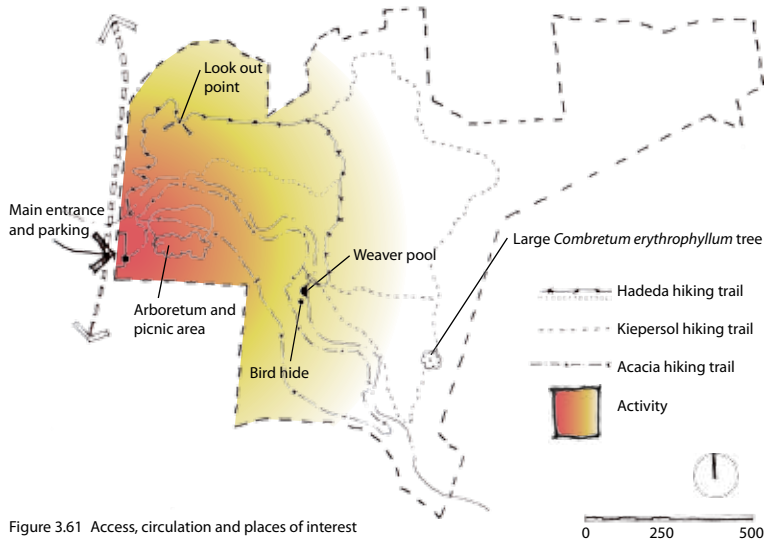 Look out
point
Main entrance
and parking
Large Combretum erythrophyllum tree
Weaver pool
Arboretum and
picnic area
Bird hide
Hadeda hiking trail
Kiepersol hiking trail
Acacia hiking trail
Activity
Figure 3.61 Access, circulation and places of interest
0 250 500